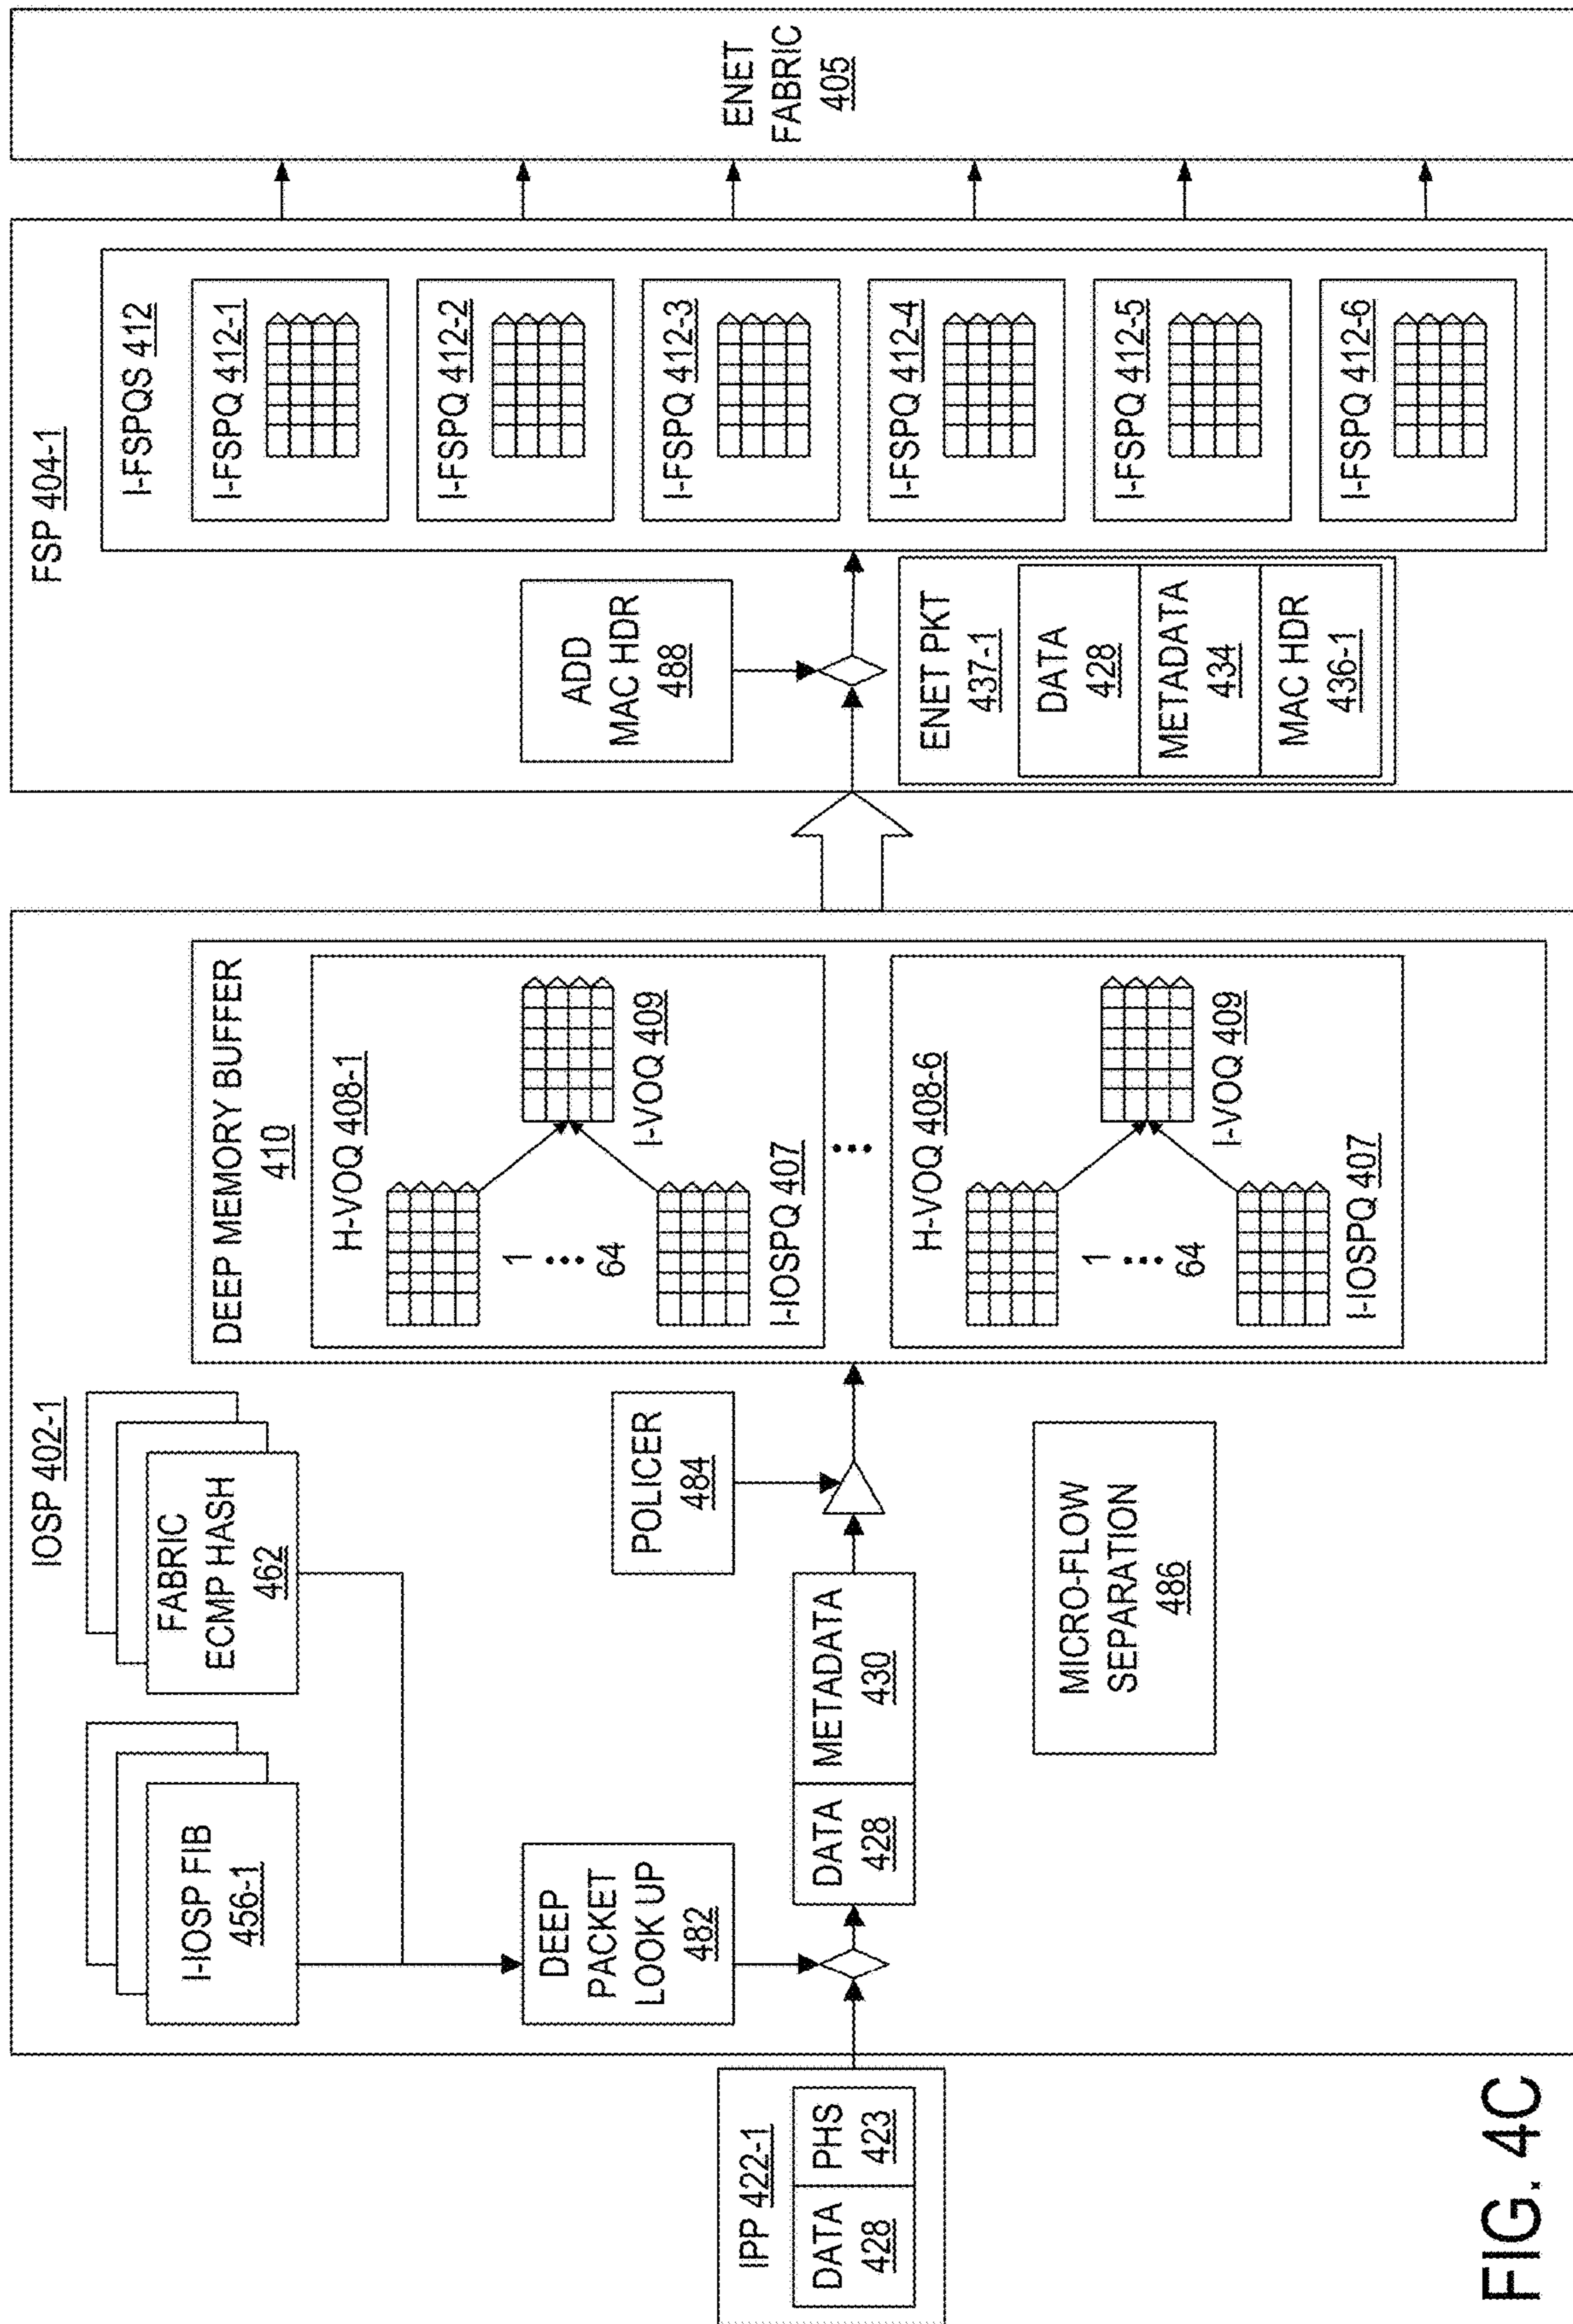 IPP 422-1
DATA
428
PHS
423
IOSP 402-1
I-IOSP FIB
456-1
FABRIC
ECMP HASH
462
DEEP
PACKET
LOOK UP
482
DATA
428
METADATA
430
POLICER
484
MICRO-FLOW
SEPARATION
486
DEEP MEMORY BUFFER
410
H-VOQ 408-1
1
64
I-VOQ 409
I-IOSPQ 407
H-VOQ 408-6
1
64
I-VOQ 409
I-IOSPQ 407
FSP 404-1
ADD
MAC HDR
488
ENET PKT
437-1
DATA
428
METADATA
434
MAC HDR
436-1
I-FSPQS 412
I-FSPQ 412-1
I-FSPQ 412-2
I-FSPQ 412-3
I-FSPQ 412-4
I-FSPQ 412-5
I-FSPQ 412-6
ENET
FABRIC
405
FIG. 4C